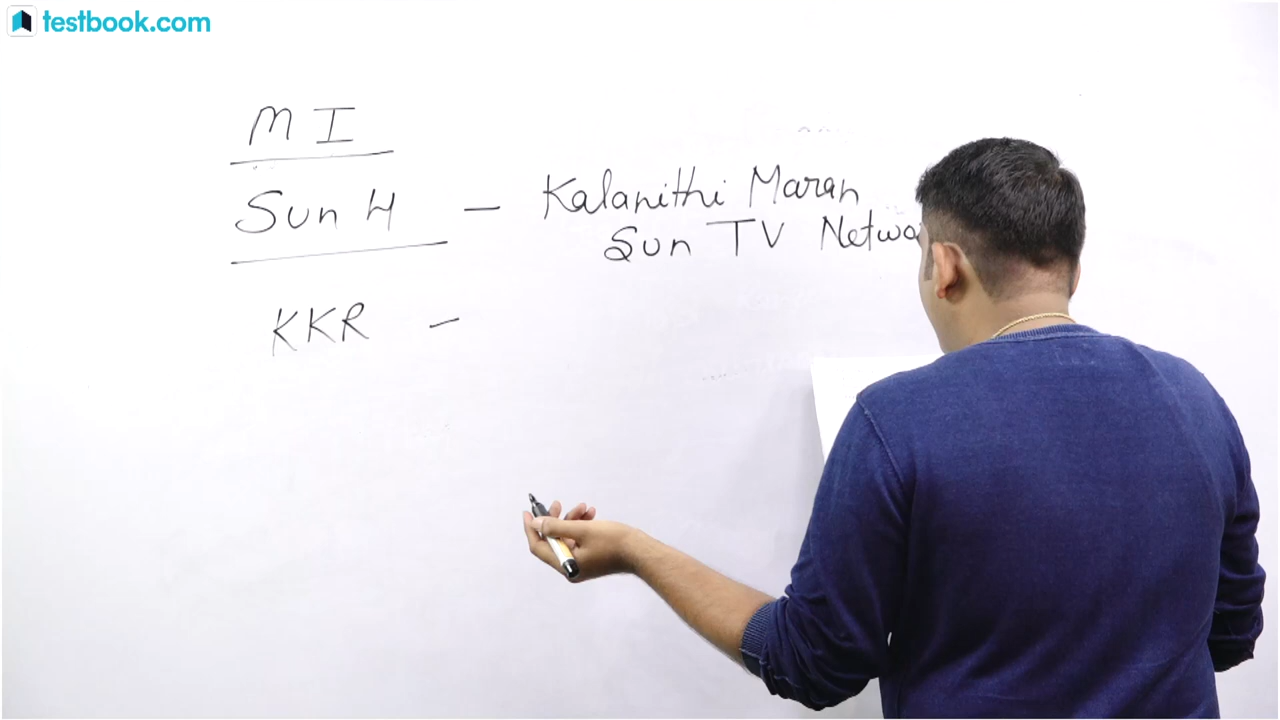 testbook.com
M I
Sun H - Kalanithi Maran
Sun TV
KKR -